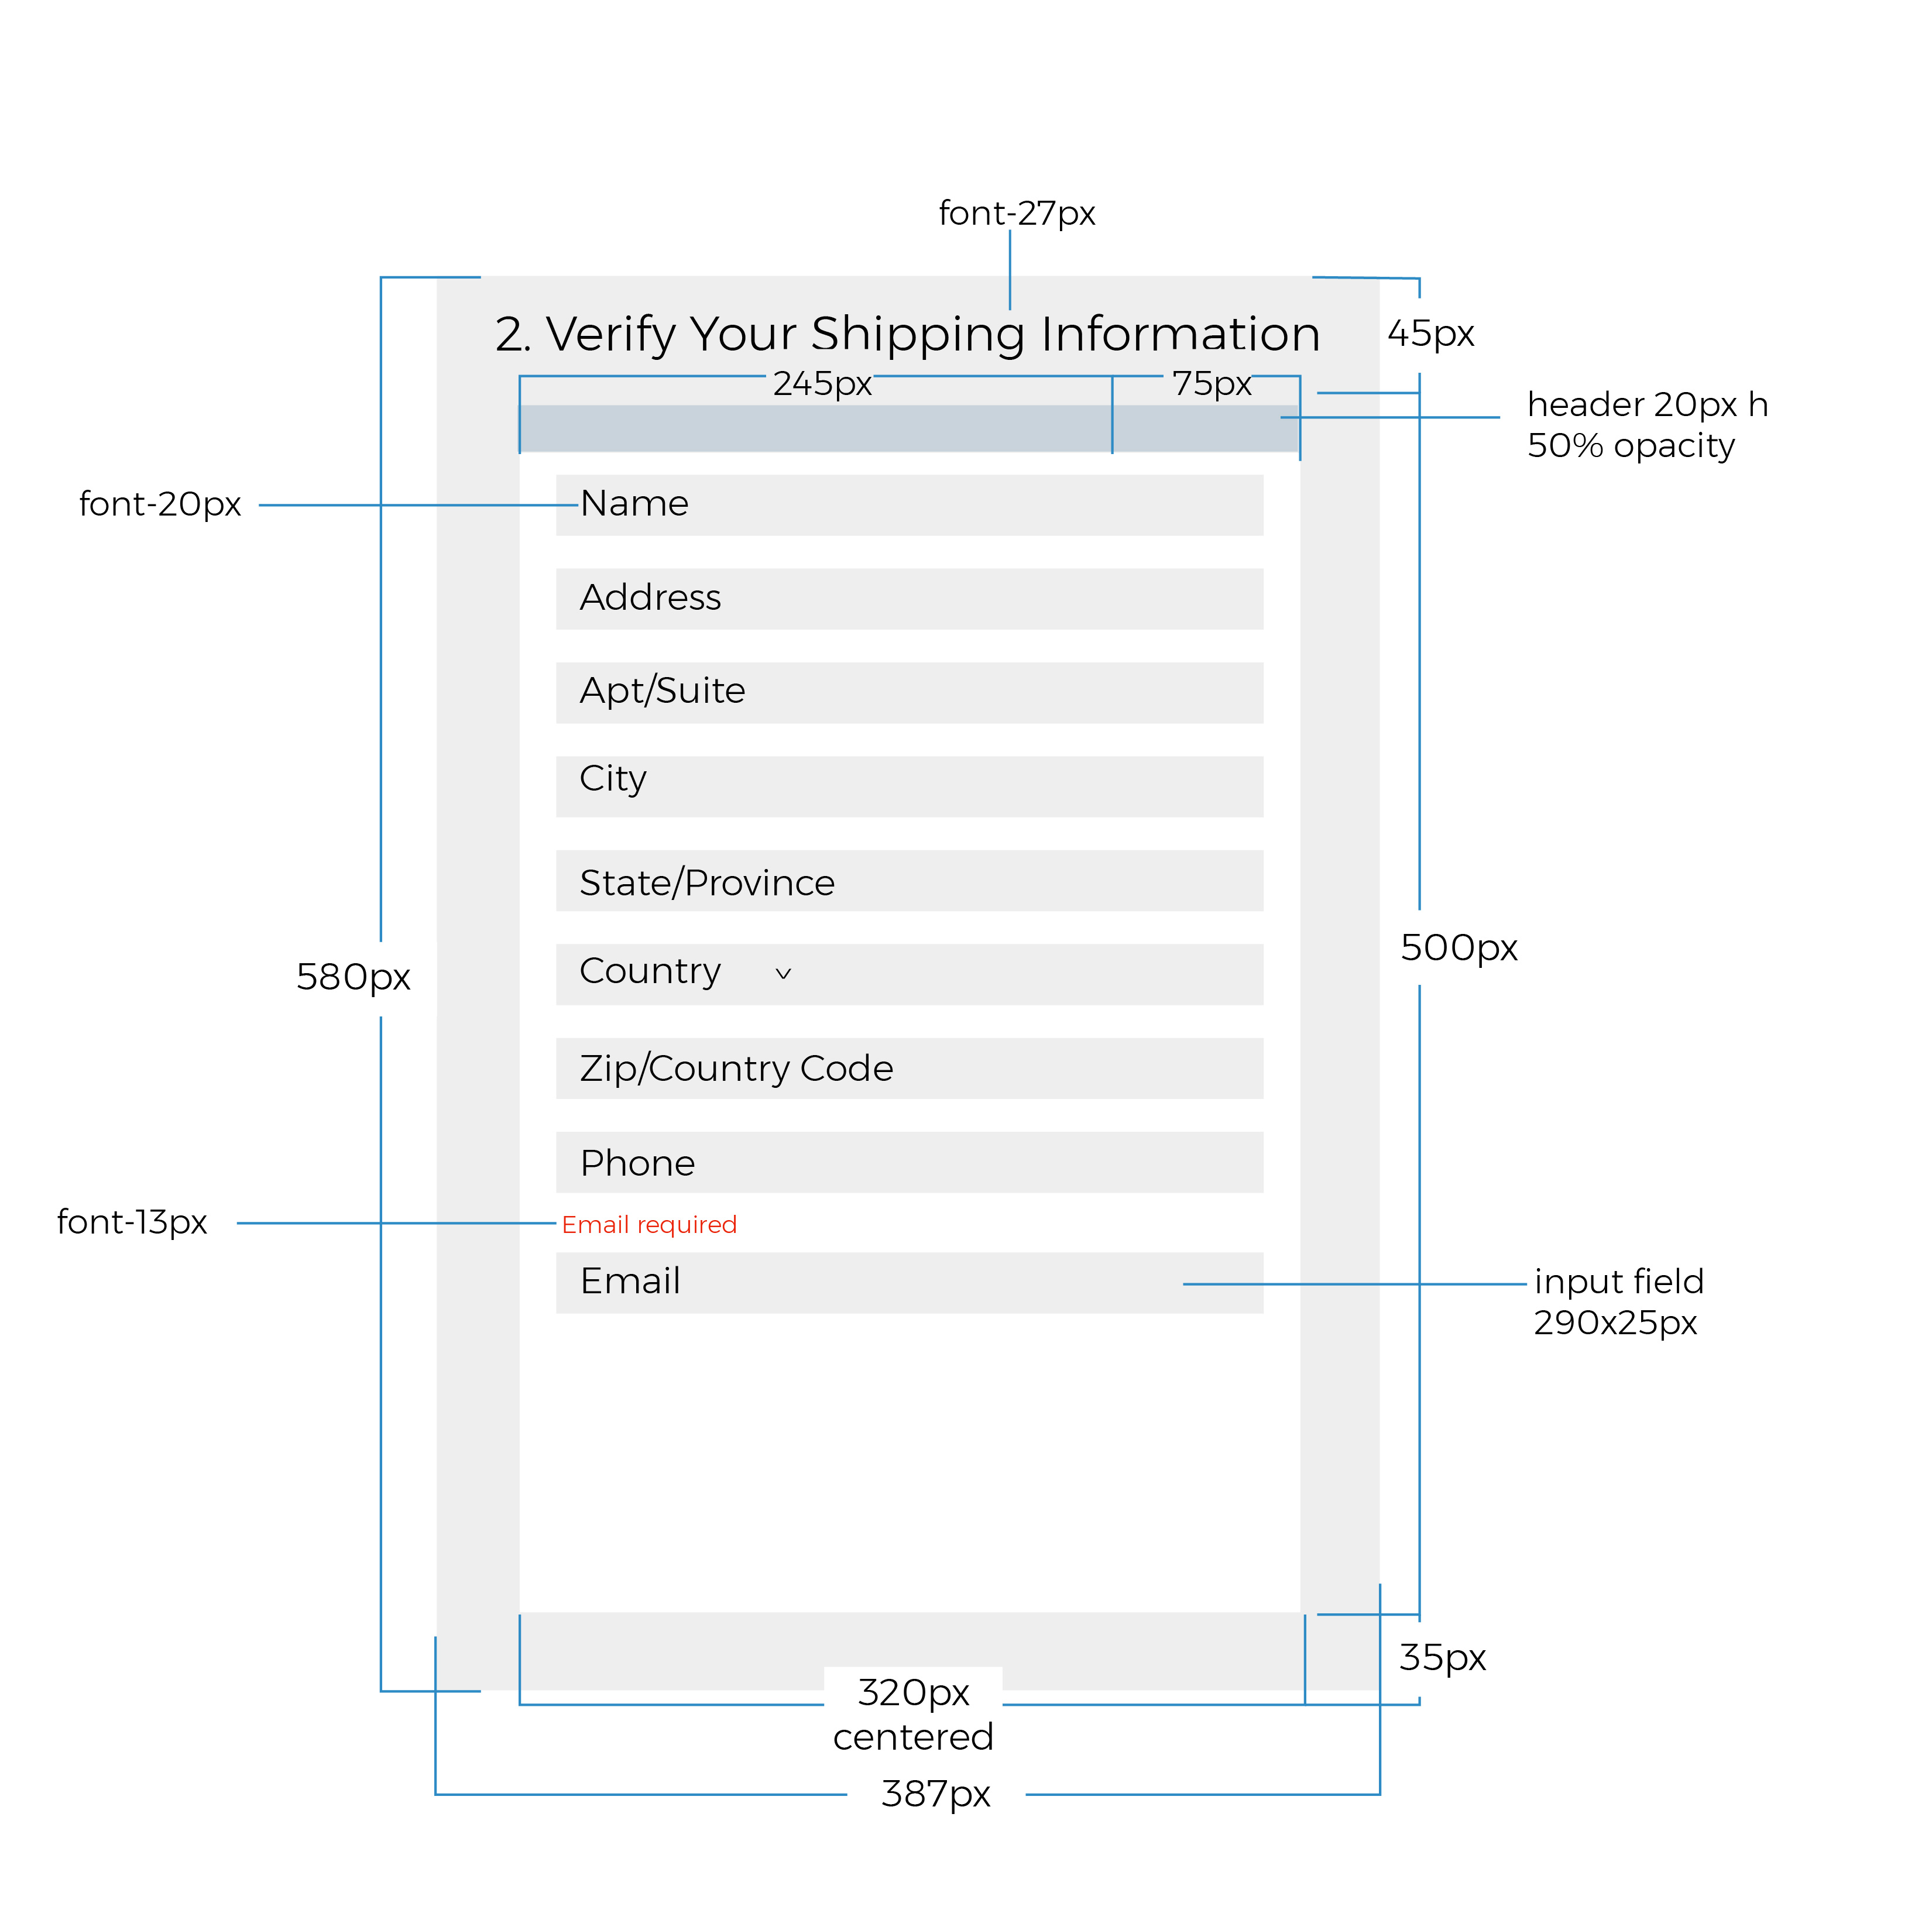 font-27px
2. Verify Your Shipping Information
45px
245px
75px
header 20px h
50% opacity
font-20px
Name
Address
Apt/Suite
City
State/Province
500px
Country
580px
Zip/Country Code
Phone
font-13px
Email required
Email
input field
290x25px
35px
320px
centered
387px